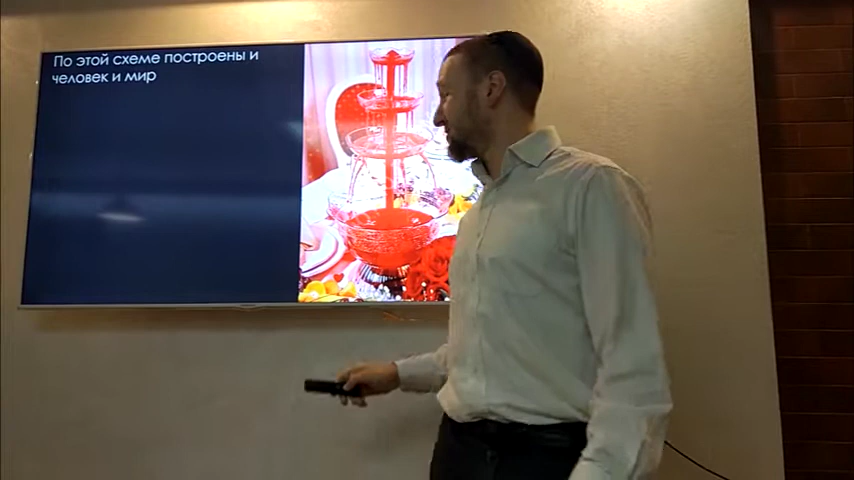 По этой схеме построены и
человек и мир